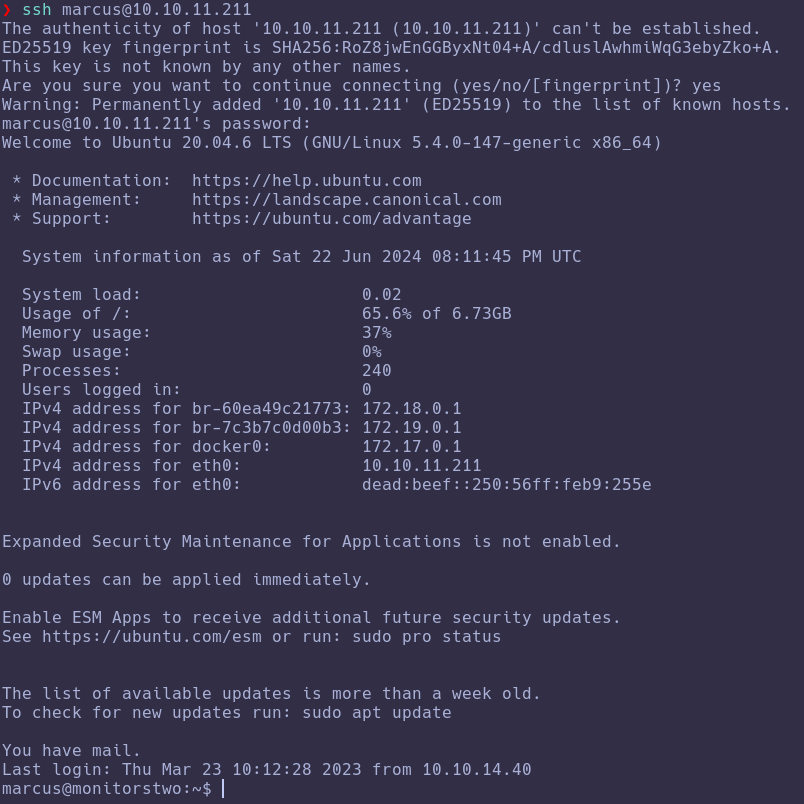 ❯ ssh marcus@10.10.11.211
The authenticity of host '10.10.11.211 (10.10.11.211)' can't be established.
ED25519 key fingerprint is SHA256:RoZ8jwEnGGByxNt04+A/cdluslAwhmiWqG3ebyZko+A.
This key is not known by any other names.
Are you sure you want to continue connecting (yes/no/[fingerprint])? yes
Warning: Permanently added '10.10.11.211' (ED25519) to the list of known hosts.
marcus@10.10.11.211's password:
Welcome to Ubuntu 20.04.6 LTS (GNU/Linux 5.4.0-147-generic x86_64)

 * Documentation:  https://help.ubuntu.com
 * Management:     https://landscape.canonical.com
 * Support:        https://ubuntu.com/advantage

  System information as of Sat 22 Jun 2024 08:11:45 PM UTC

  System load:                      0.02
  Usage of /:                       65.6% of 6.73GB
  Memory usage:                     37%
  Swap usage:                       0%
  Processes:                        240
  Users logged in:                  0
  IPv4 address for br-60ea49c21773: 172.18.0.1
  IPv4 address for br-7c3b7c0d00b3: 172.19.0.1
  IPv4 address for docker0:         172.17.0.1
  IPv4 address for eth0:            10.10.11.211
  IPv6 address for eth0:            dead:beef::250:56ff:feb9:255e

Expanded Security Maintenance for Applications is not enabled.

0 updates can be applied immediately.

Enable ESM Apps to receive additional future security updates.
See https://ubuntu.com/esm or run: sudo pro status

The list of available updates is more than a week old.
To check for new updates run: sudo apt update

You have mail.
Last login: Thu Mar 23 10:12:28 2023 from 10.10.14.40
marcus@monitorstwo:~$